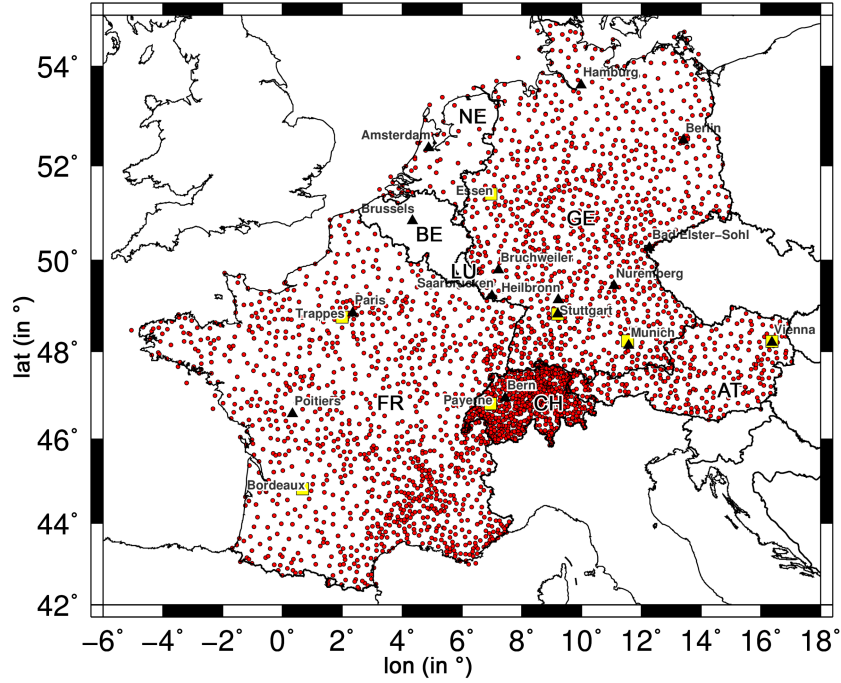 54°
52°
50°
48°
46°
44°
42°
lat (in °)
Hamburg
NE
Amsterdam
Berlin
Essen
Brussels
GE
BE
Bad Elster−Sohl
Bruchweiler
LU
Saarbrücken
Heilbronn
Nuremberg
Trappes
Paris
Stuttgart
Munich
Vienna
Poitiers
FR
Payerne
Bern
CH
AT
Bordeaux
−6° −4° −2° 0° 2° 4° 6° 8° 10° 12° 14° 16° 18°
lon (in °)